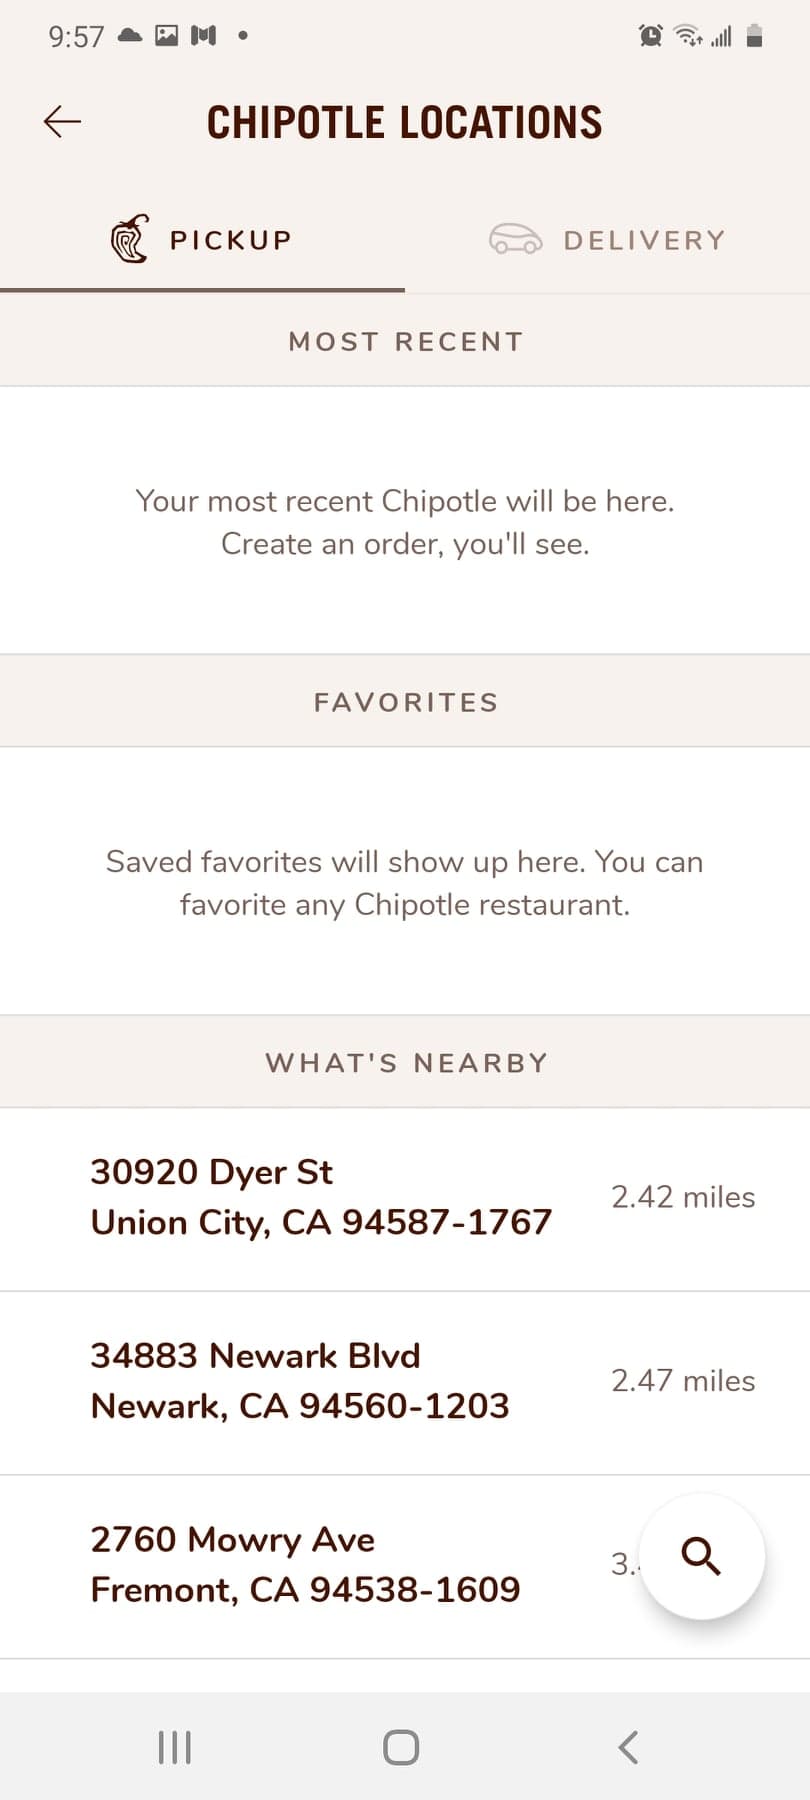 9:57
CHIPOTLE LOCATIONS
PICKUP
DELIVERY
MOST RECENT
Your most recent Chipotle will be here.
Create an order, you'll see.
FAVORITES
Saved favorites will show up here. You can
favorite any Chipotle restaurant.
WHAT'S NEARBY
30920 Dyer St
Union City, CA 94587-1767
2.42 miles
34883 Newark Blvd
Newark, CA 94560-1203
2.47 miles
2760 Mowry Ave
Fremont, CA 94538-1609